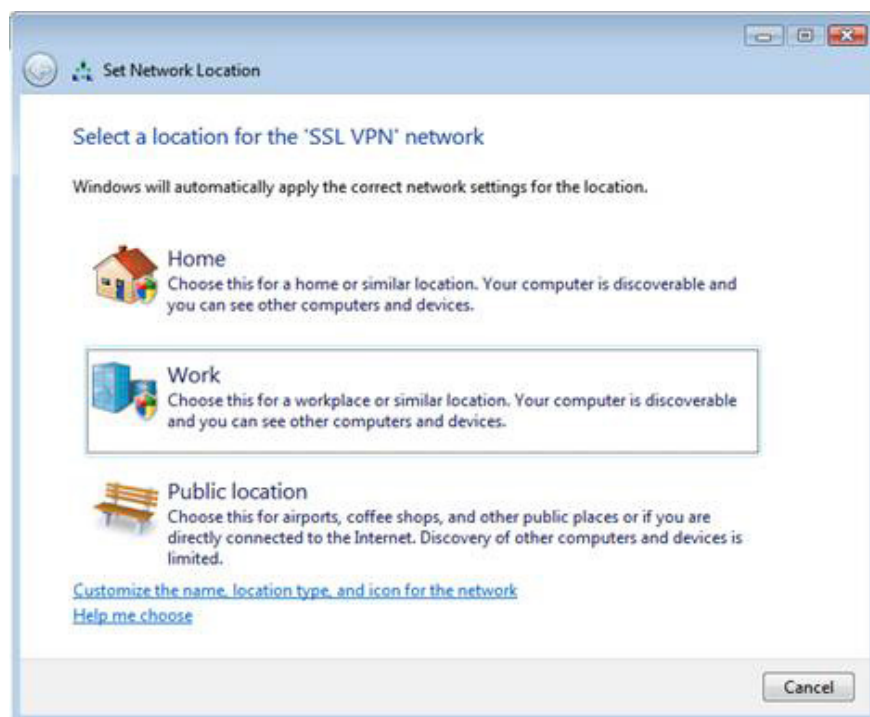 Set Network Location
Select a location for the 'SSL VPN' network
Windows will automatically apply the correct network settings for the location.
Home
Choose this for a home or similar location. Your computer is discoverable and
you can see other computers and devices.
Work
Choose this for a workplace or similar location. Your computer is discoverable
and you can see other computers and devices.
Public location
Choose this for airports, coffee shops, and other public places or if you are
directly connected to the Internet. Discovery of other computers and devices is
limited.
Customize the name, location type, and icon for the network
Help me choose
Cancel